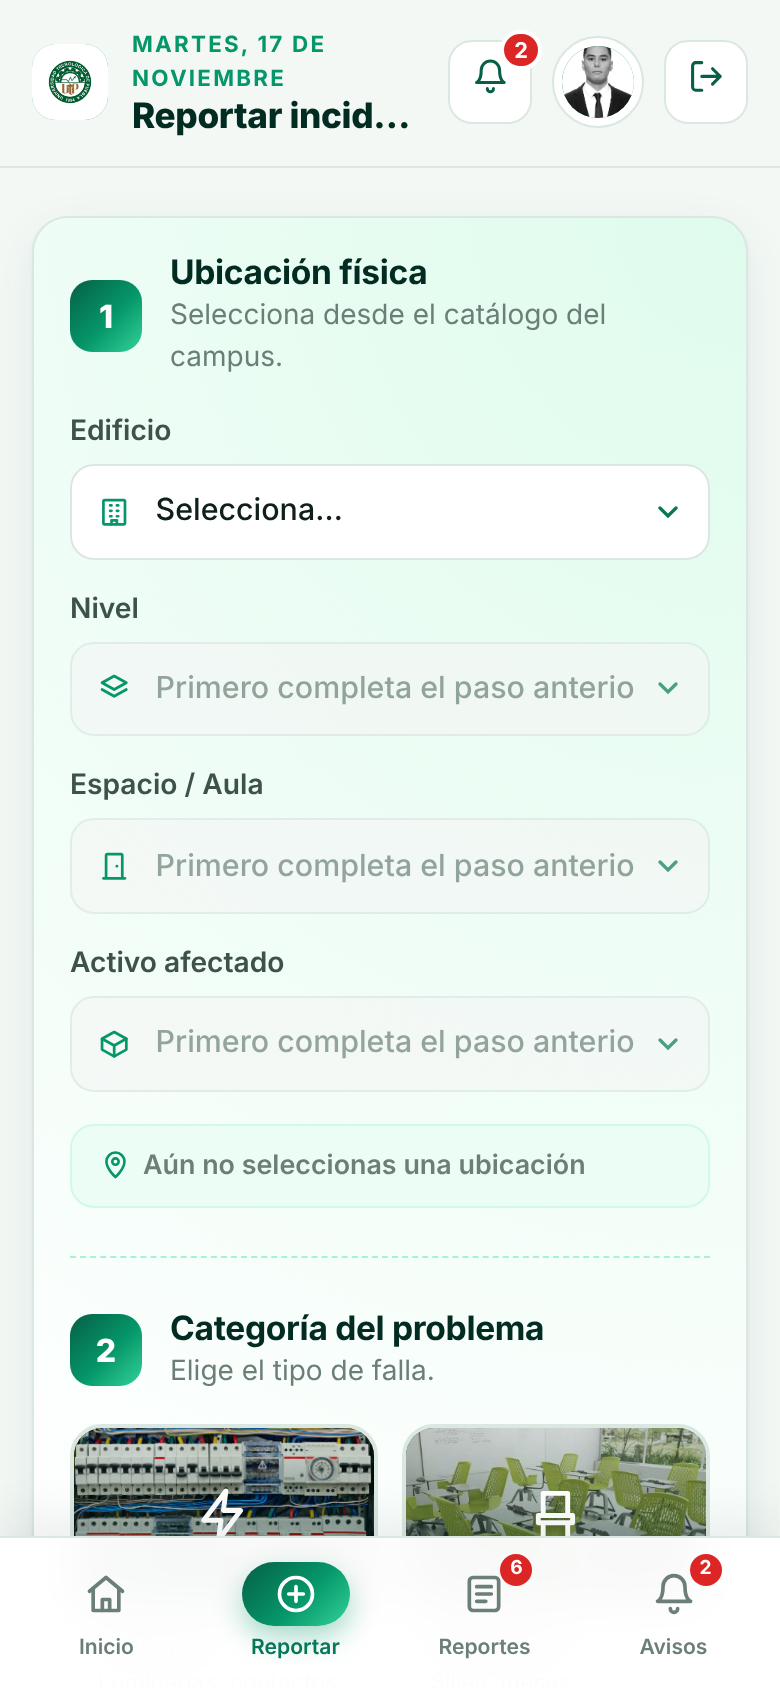 MARTES, 17 DE
NOVIEMBRE
Reportar incid...
2
1
Ubicación física
Selecciona desde el catálogo del
campus.
Edificio
Selecciona...
Nivel
Primero completa el paso anterio
Espacio / Aula
Primero completa el paso anterio
Activo afectado
Primero completa el paso anterio
Aún no seleccionas una ubicación
2
Categoría del problema
Elige el tipo de falla.
6
2
Inicio
Reportar
Reportes
Avisos